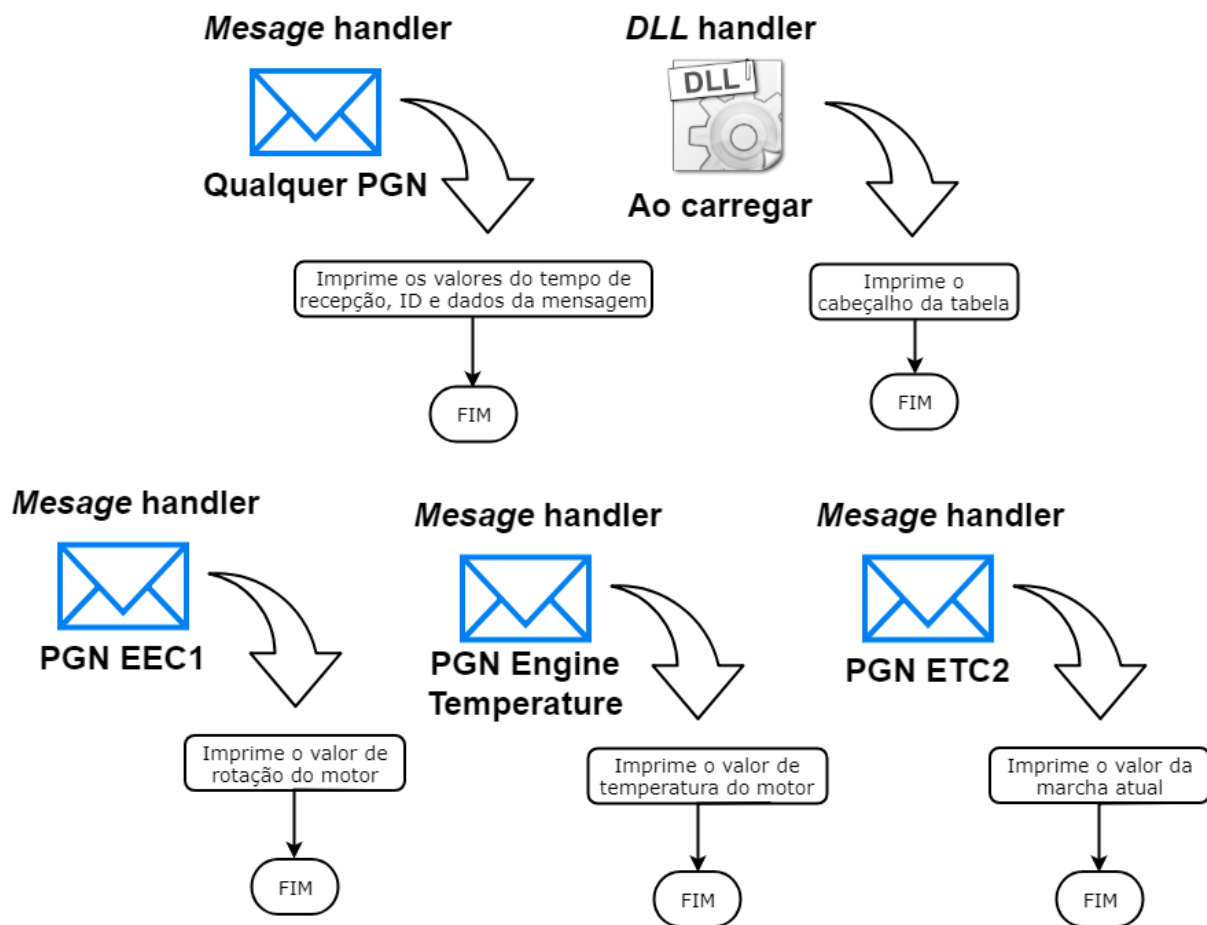 Mesage handler
Qualquer PGN
Imprime os valores do tempo de
recepção, ID e dados da mensagem
FIM
DLL handler
DLL
Ao carregar
Imprime o
cabeçalho da tabela
FIM
Mesage handler
PGN EEC1
Imprime o valor de
rotação do motor
FIM
Mesage handler
PGN Engine
Temperature
Imprime o valor de
temperatura do motor
FIM
Mesage handler
PGN ETC2
Imprime o valor da
marcha atual
FIM